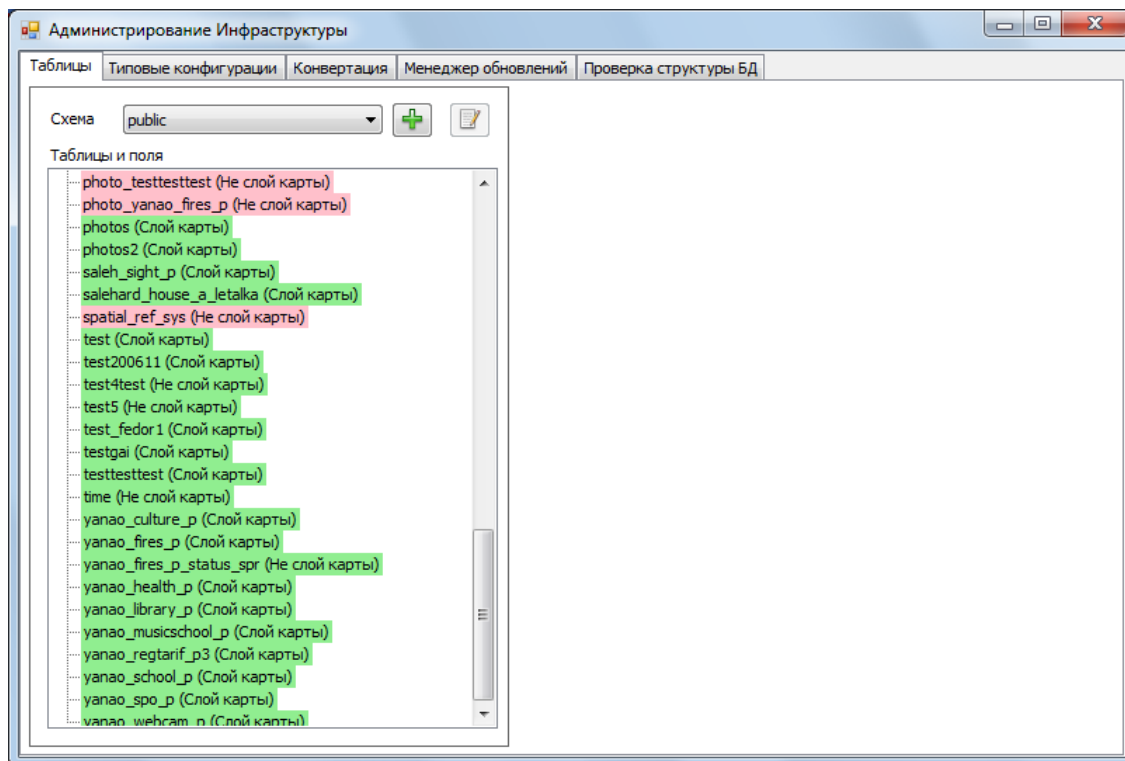 Администрирование Инфраструктуры
Таблицы Типовые конфигурации Конвертация Менеджер обновлений Проверка структуры БД
Схема public
Таблицы и поля
photo_testtesttest (Не слой карты)
photo_yanao_fires_p (Не слой карты)
photos (Слой карты)
photos2 (Слой карты)
saleh_sight_p (Слой карты)
salehard_house_a_letalka (Слой карты)
spatial_ref_sys (Не слой карты)
test (Слой карты)
test200611 (Слой карты)
test4test (Не слой карты)
test5 (Не слой карты)
test_fedor1 (Слой карты)
testgai (Слой карты)
testtesttest (Слой карты)
time (Не слой карты)
yanao_culture_p (Слой карты)
yanao_fires_p (Слой карты)
yanao_fires_p_status_spr (Не слой карты)
yanao_health_p (Слой карты)
yanao_library_p (Слой карты)
yanao_musicschool_p (Слой карты)
yanao_regtarif_p3 (Слой карты)
yanao_school_p (Слой карты)
yanao_spo_p (Слой карты)
yanao_webcam_p (Слой карты)